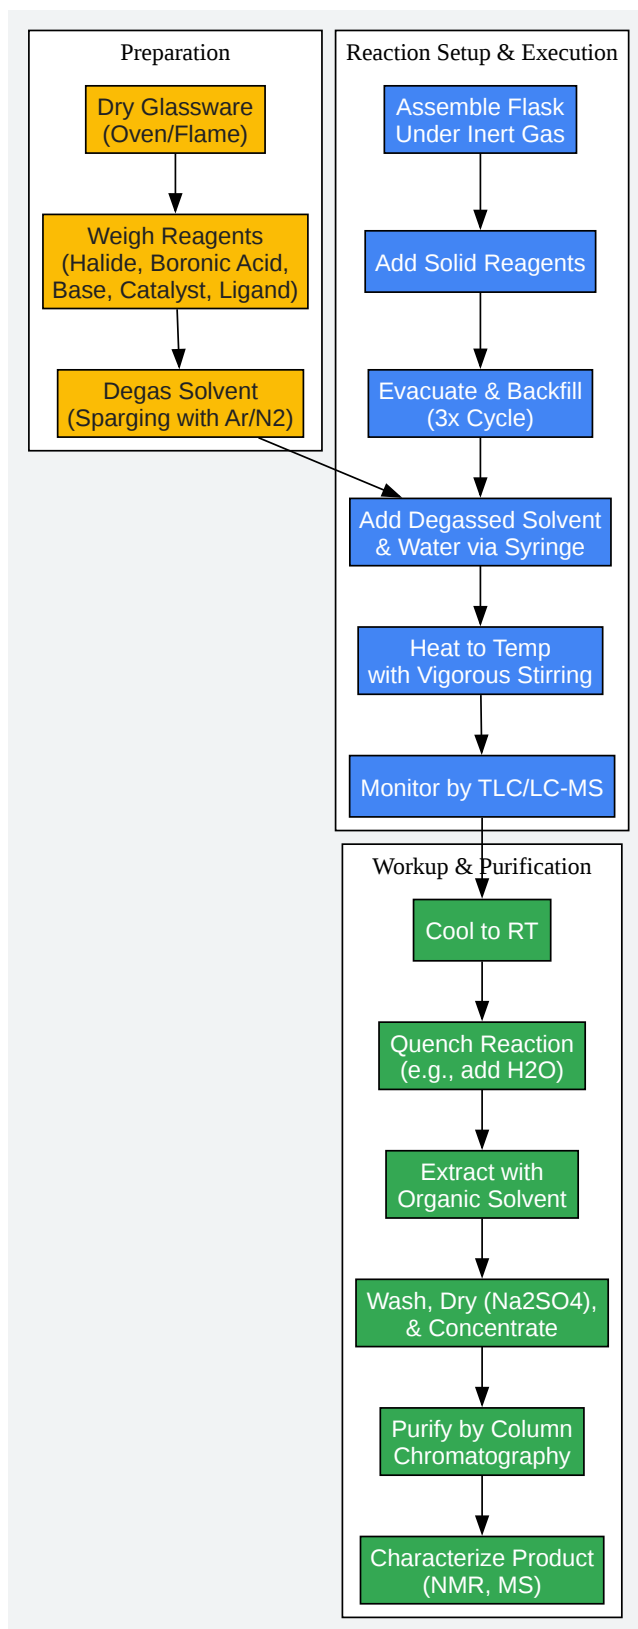 Preparation
Dry Glassware
(Oven/Flame)
Weigh Reagents
(Halide, Boronic Acid,
Base, Catalyst, Ligand)
Degas Solvent
(Sparging with Ar/N2)
Reaction Setup & Execution
Assemble Flask
Under Inert Gas
Add Solid Reagents
Evacuate & Backfill
(3x Cycle)
Add Degassed Solvent
& Water via Syringe
Heat to Temp
with Vigorous Stirring
Monitor by TLC/LC-MS
Workup & Purification
Cool to RT
Quench Reaction
(e.g., add H2O)
Extract with
Organic Solvent
Wash, Dry (Na2SO4),
& Concentrate
Purify by Column
Chromatography
Characterize Product
(NMR, MS)